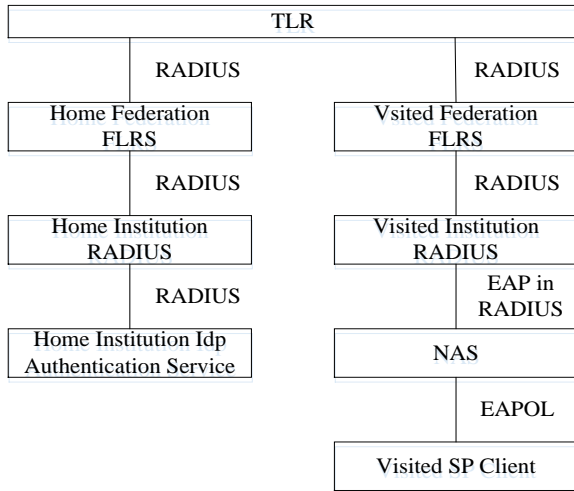 TLR
RADIUS
RADIUS
Home Federation
FLRS
Vsited Federation
FLRS
RADIUS
RADIUS
Home Institution
RADIUS
Visited Institution
RADIUS
RADIUS
EAP in
RADIUS
Home Institution Idp
Authentication Service
NAS
EAPOL
Visited SP Client